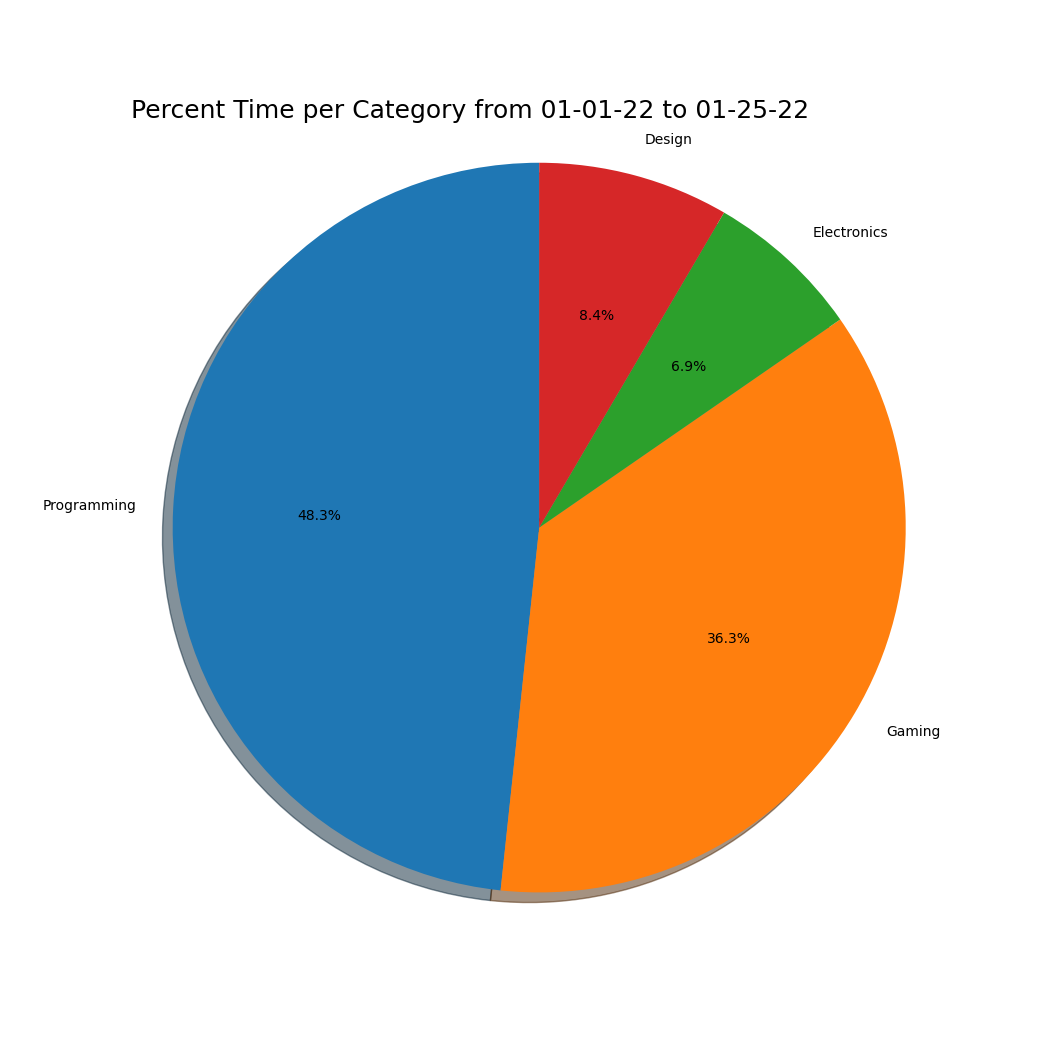 Percent Time per Category from 01-01-22 to 01-25-22
Design
Electronics
8.4%
6.9%
Programming
48.3%
36.3%
Gaming